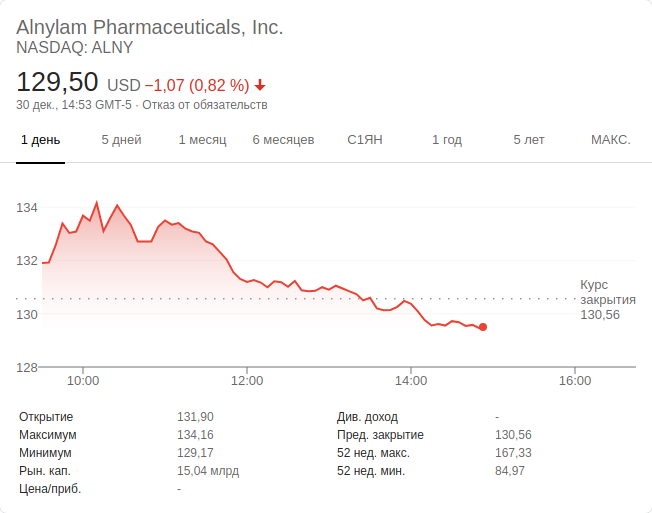 Alnylam Pharmaceuticals, Inc.
NASDAQ: ALNY
129,50 USD −1,07 (0,82 %)
30 дек., 14:53 GMT-5 · Отказ от обязательств
1 день 5 дней 1 месяц 6 месяцев С1ЯН 1 год 5 лет МАКС.
134
132
Курс
закрытия
130 130,56
128
10:00 12:00 14:00 16:00
Открытие 131,90 Див. доход -
Максимум 134,16 Пред. закрытие 130,56
Минимум 129,17 52 нед. макс. 167,33
Рын. кап. 15,04 млрд 52 нед. мин. 84,97
Цена/приб. -